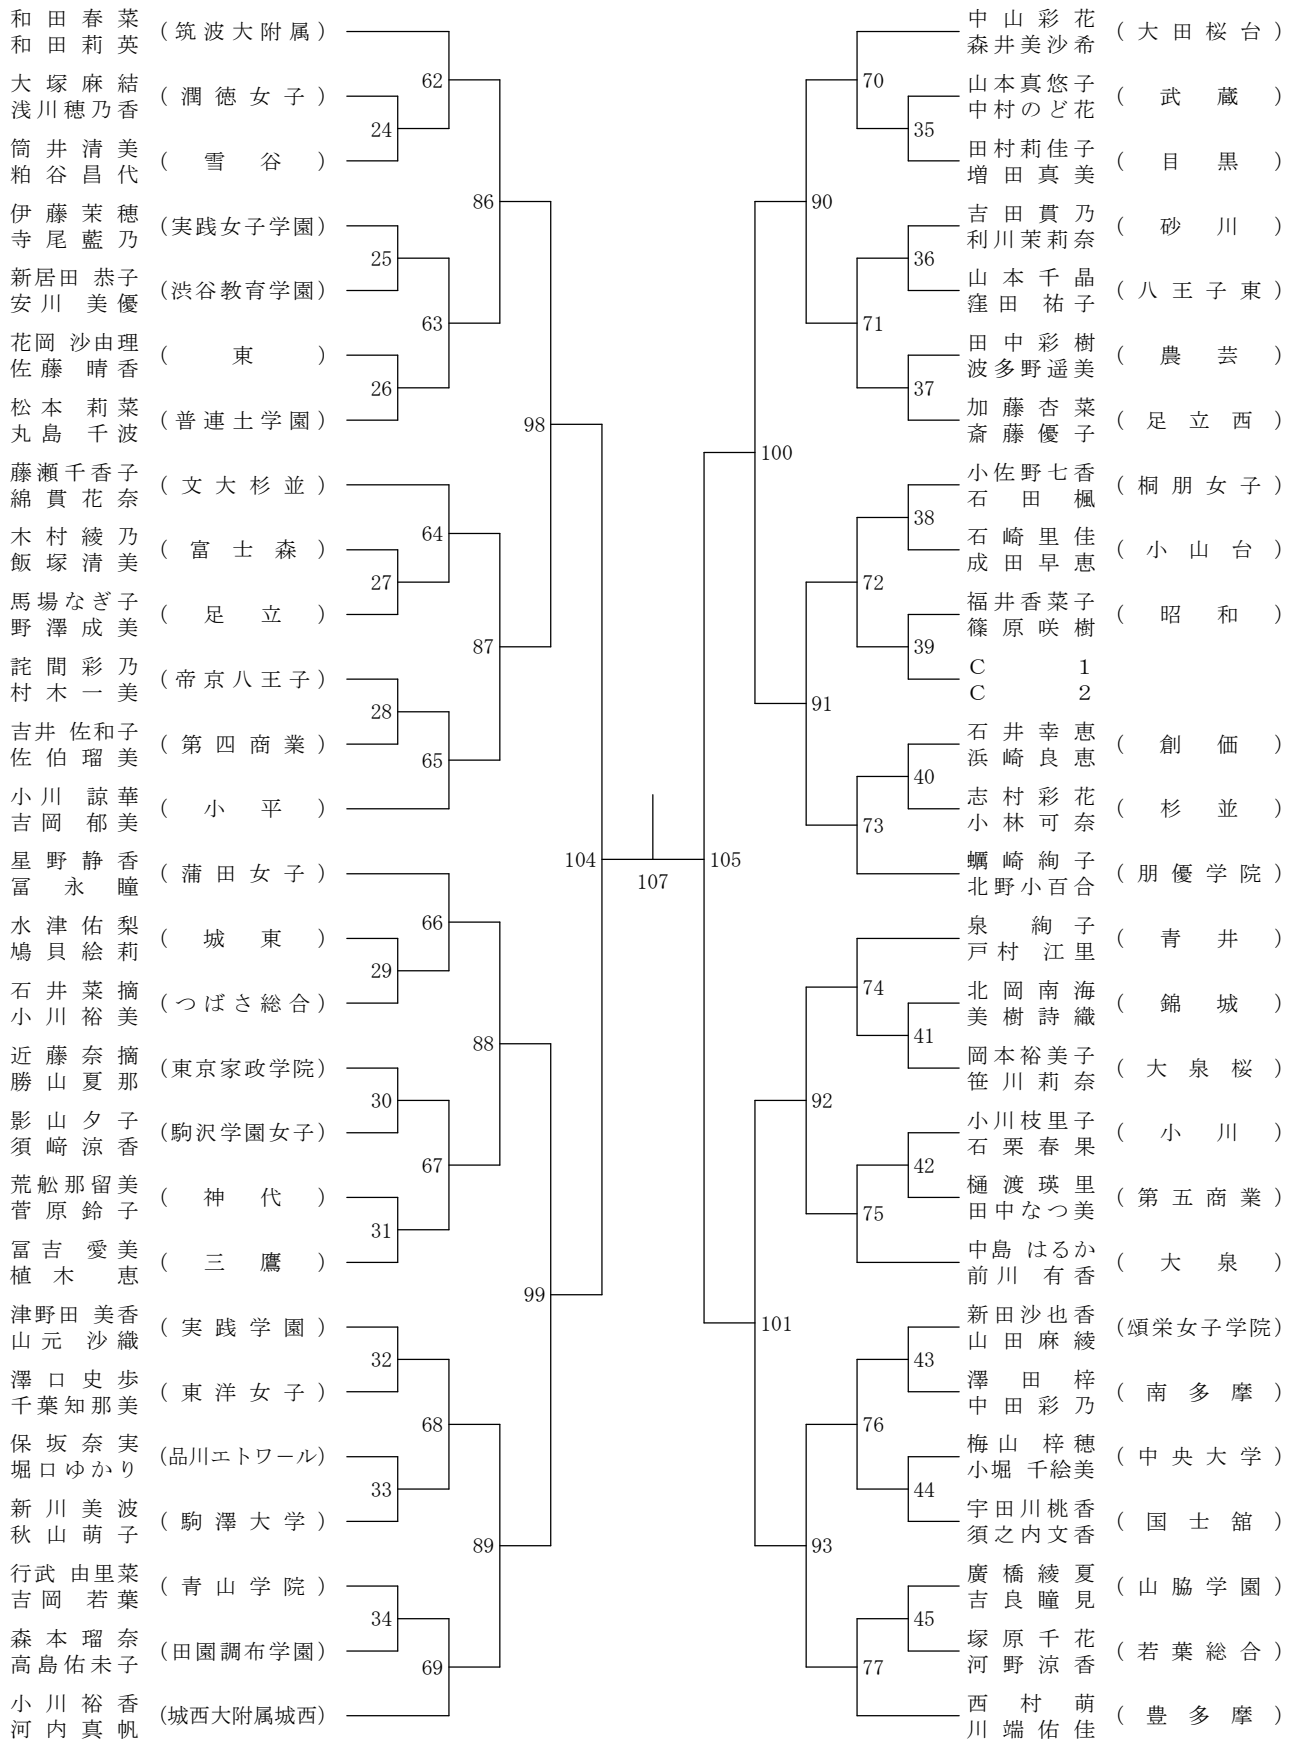 和田春菜
和田莉英 (筑波大附属)
大塚麻結
浅川穂乃香 (潤徳女子)
筒井清美
粕谷昌代 (雪谷)
伊藤茉穂
寺尾藍乃 (実践女子学園)
新居田 恭子
安川 美優 (渋谷教育学園)
花岡 沙由理
佐藤 晴香 (東)
松本 莉菜
丸島 千波 (普連土学園)
藤瀬千香子
綿貫花奈 (文大杉並)
木村綾乃
飯塚清美 (富士森)
馬場なぎ子
野澤成美 (足立)
詫間彩乃
村木一美 (帝京八王子)
吉井 佐和子
佐伯瑠美 (第四商業)
小川 諒華
吉岡 郁美 (小平)
星野静香
冨永瞳 (蒲田女子)
水津佑梨
鳩貝絵莉 (城東)
石井菜摘
小川裕美 (つばさ総合)
近藤奈摘
勝山夏那 (東京家政学院)
影山夕子
須﨑涼香 (駒沢学園女子)
荒舩那留美
菅原鈴子 (神代)
冨吉 愛美
植木 恵 (三鷹)
津野田 美香
山元 沙織 (実践学園)
澤口史歩
千葉知那美 (東洋女子)
保坂奈実
堀口ゆかり (品川エトワール)
新川美波
秋山萌子 (駒澤大学)
行武 由里菜
吉岡 若葉 (青山学院)
森本瑠奈
高島佑未子 (田園調布学園)
小川裕香
河内真帆 (城西大附属城西)
62
24
86
25
63
26
98
64
27
87
28
65
104
66
29
88
30
67
31
99
32
68
33
89
34
69
107
105
70
35
90
36
71
37
100
38
72
39
91
40
73
74
41
92
42
75
101
43
76
44
93
45
77
中山彩花
森井美沙希 (大田桜台)
山本真悠子
中村のど花 (武蔵)
田村莉佳子
増田真美 (目黒)
吉田貫乃
利川茉莉奈 (砂川)
山本千晶
窪田祐子 (八王子東)
田中彩樹
波多野遥美 (農芸)
加藤杏菜
斎藤優子 (足立西)
小佐野七香
石田楓 (桐朋女子)
石崎里佳
成田早恵 (小山台)
福井香菜子
篠原咲樹 (昭和)
C 1
C 2
石井幸恵
浜崎良恵 (創価)
志村彩花
小林可奈 (杉並)
蠣崎絢子
北野小百合 (朋優学院)
泉 絢子
戸村 江里 (青井)
北岡南海
美樹詩織 (錦城)
岡本裕美子
笹川莉奈 (大泉桜)
小川枝里子
石栗春果 (小川)
樋渡瑛里
田中なつ美 (第五商業)
中島 はるか
前川 有香 (大泉)
新田沙也香
山田麻綾 (頌栄女子学院)
澤田梓
中田彩乃 (南多摩)
梅山 梓穂
小堀 千絵美 (中央大学)
宇田川桃香
須之内文香 (国士舘)
廣橋綾夏
吉良瞳見 (山脇学園)
塚原千花
河野涼香 (若葉総合)
西村萌
川端佑佳 (豊多摩)